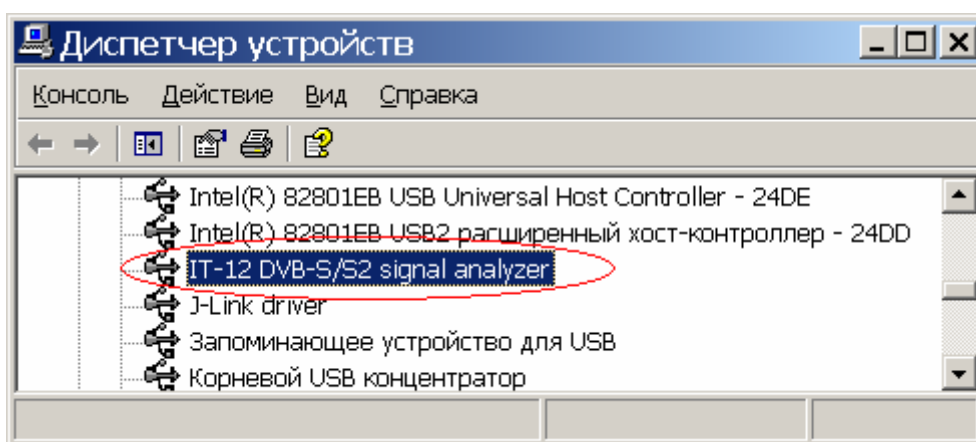 Диспетчер устройств
Консоль Действие Вид Справка
Intel(R) 82801EB USB Universal Host Controller - 24DE
Intel(R) 82801EB USB2 расширенный хост-контроллер - 24DD
IT-12 DVB-S/S2 signal analyzer
J-Link driver
Запоминающее устройство для USB
Корневой USB концентратор